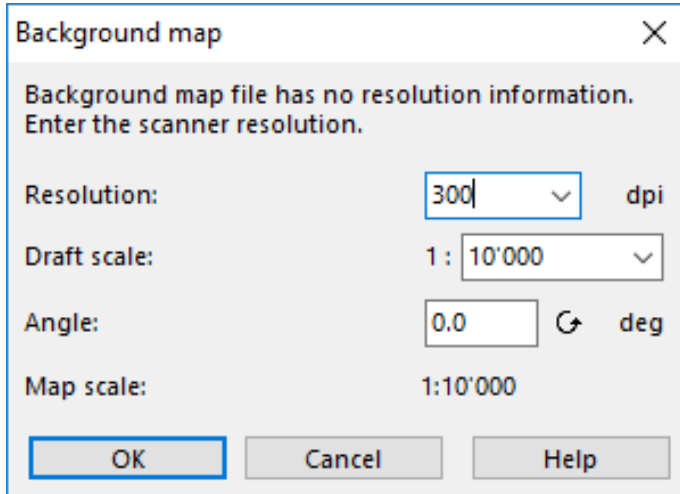 Background map
Background map file has no resolution information.
Enter the scanner resolution.
Resolution: 300 dpi
Draft scale: 1 : 10'000
Angle: 0.0 deg
Map scale: 1:10'000
OK Cancel Help